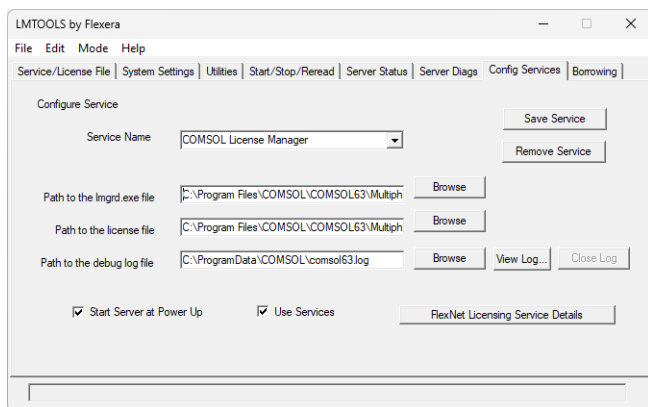 LMTOOLS by Flexera
File Edit Mode Help
Service/License File System Settings Utilities Start/Stop/Reread Server Status Server Diags Config Services Borrowing
Configure Service
Save Service
Service Name COMSOL License Manager
Remove Service
Path to the lmgrd.exe file C:\Program Files\COMSOL\COMSOL63\Multiph Browse
Path to the license file C:\Program Files\COMSOL\COMSOL63\Multiph Browse
Path to the debug log file C:\ProgramData\COMSOL\comsol63.log Browse View Log... Close Log
Start Server at Power Up Use Services FlexNet Licensing Service Details